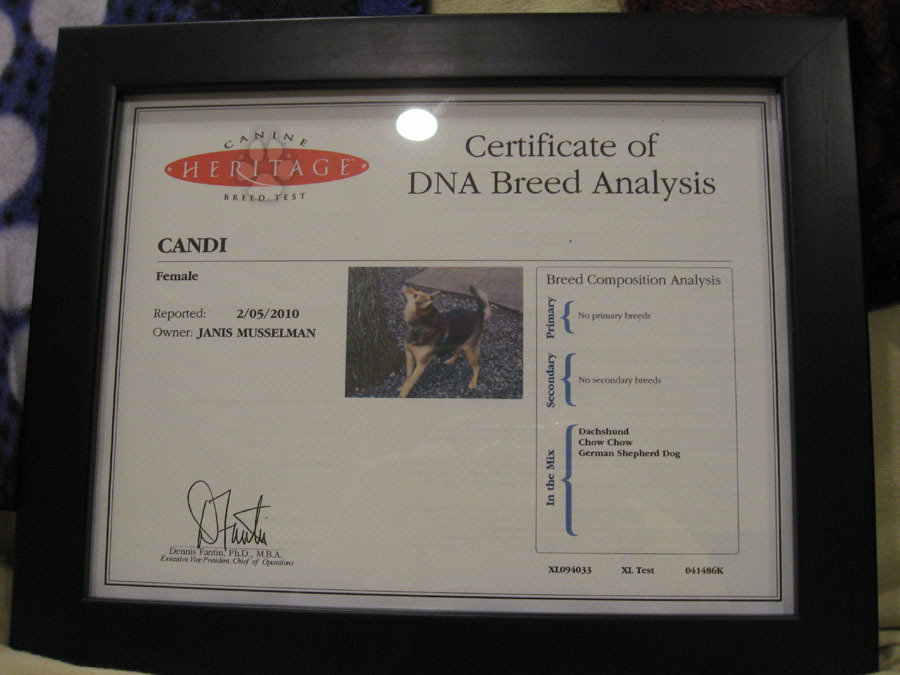 CANINE
HERITAGE™
BREED TEST
Certificate of
DNA Breed Analysis
CANDI
Female
Reported: 2/05/2010
Owner: JANIS MUSSELMAN
Breed Composition Analysis
Primary
No primary breeds
Secondary
No secondary breeds
In the Mix
Dachshund
Chow Chow
German Shepherd Dog
DFantin
Dennis Fantin, Ph.D., M.B.A.
Executive Vice President, Chief of Operations
XL094033 XL Test 041486K